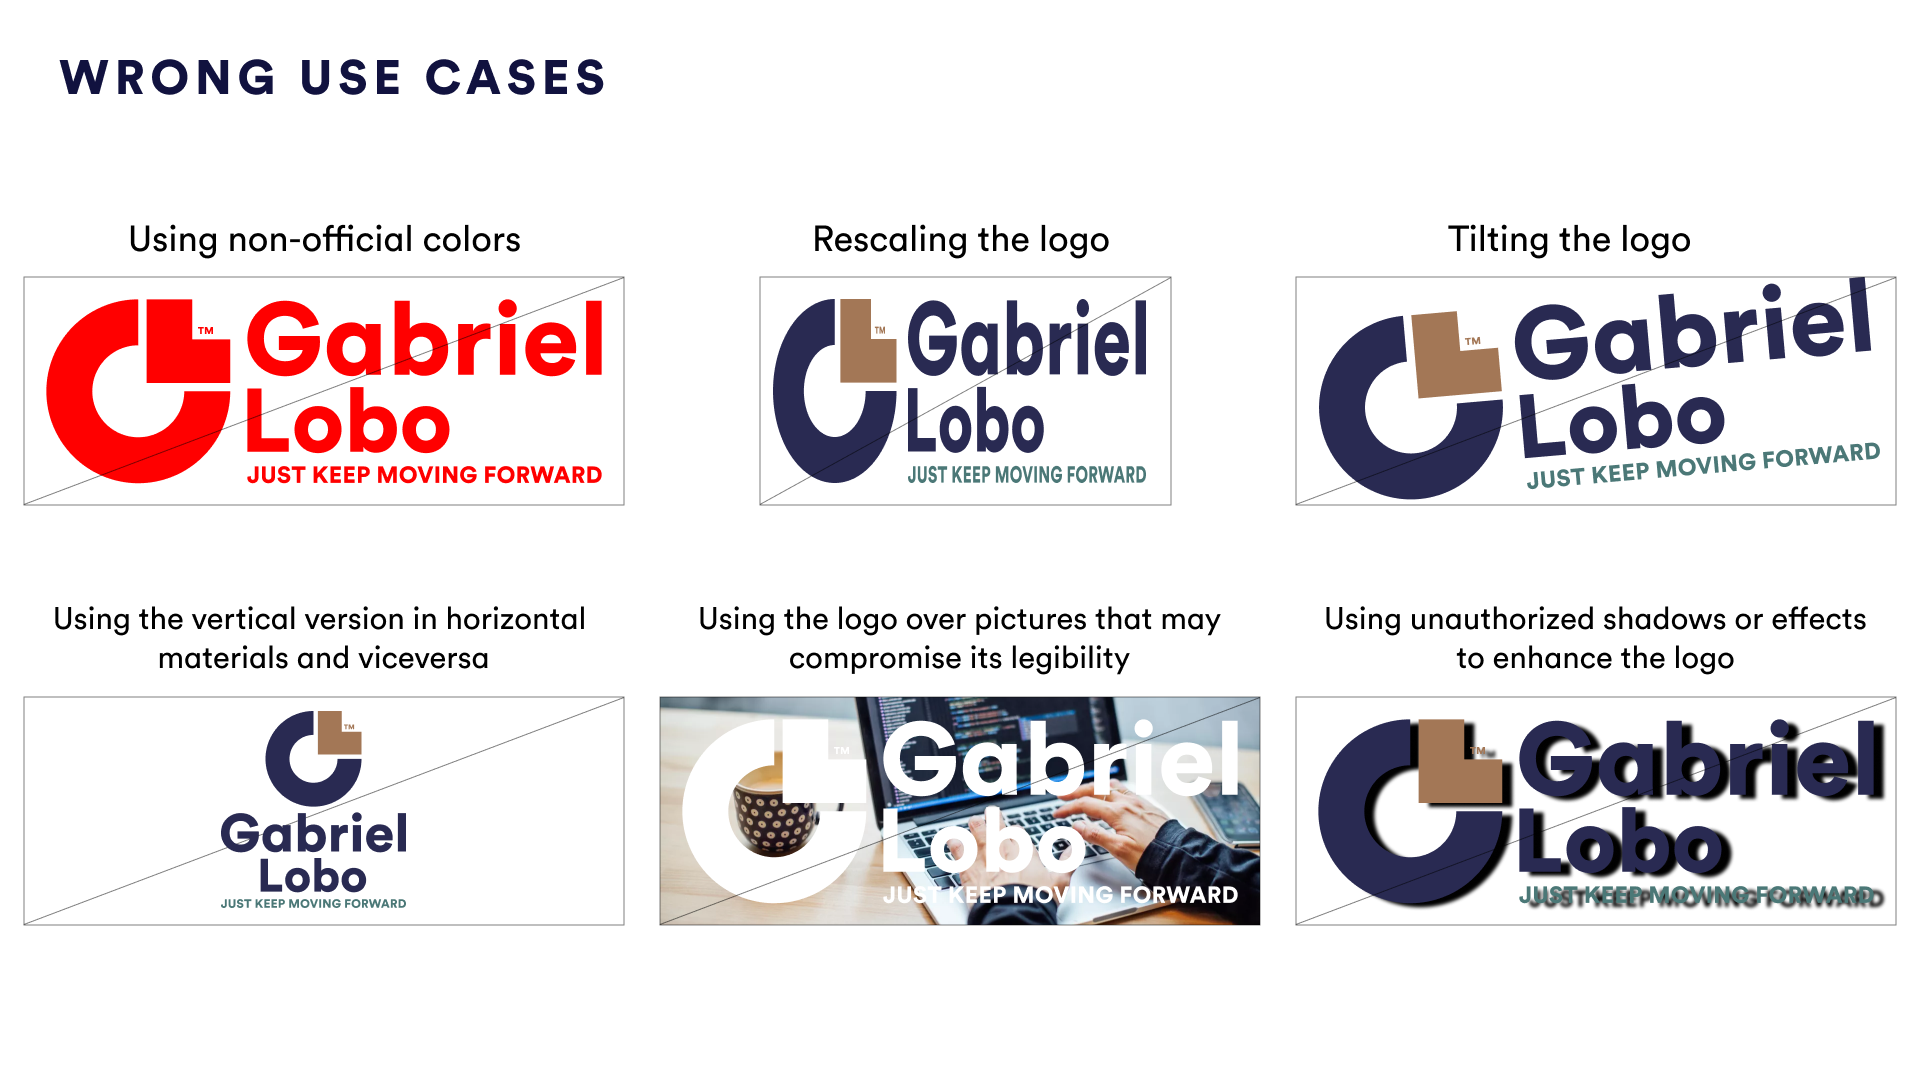 WRONG USE CASES
Using non-official colors
Rescaling the logo
Tilting the logo
Gabriel
Lobo
JUST KEEP MOVING FORWARD
TM
Gabriel
Lobo
JUST KEEP MOVING FORWARD
TM
Gabriel
Lobo
JUST KEEP MOVING FORWARD
TM
Using the vertical version in horizontal
materials and viceversa
Using the logo over pictures that may
compromise its legibility
Using unauthorized shadows or effects
to enhance the logo
TM
Gabriel
Lobo
JUST KEEP MOVING FORWARD
TM
Gabriel
Lobo
JUST KEEP MOVING FORWARD
TM
Gabriel
Lobo
JUST KEEP MOVING FORWARD